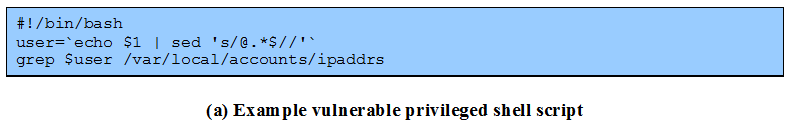 #!/bin/bash
user=`echo $1 | sed 's/@.*$//'`
grep $user /var/local/accounts/ipaddrs
(a) Example vulnerable privileged shell script